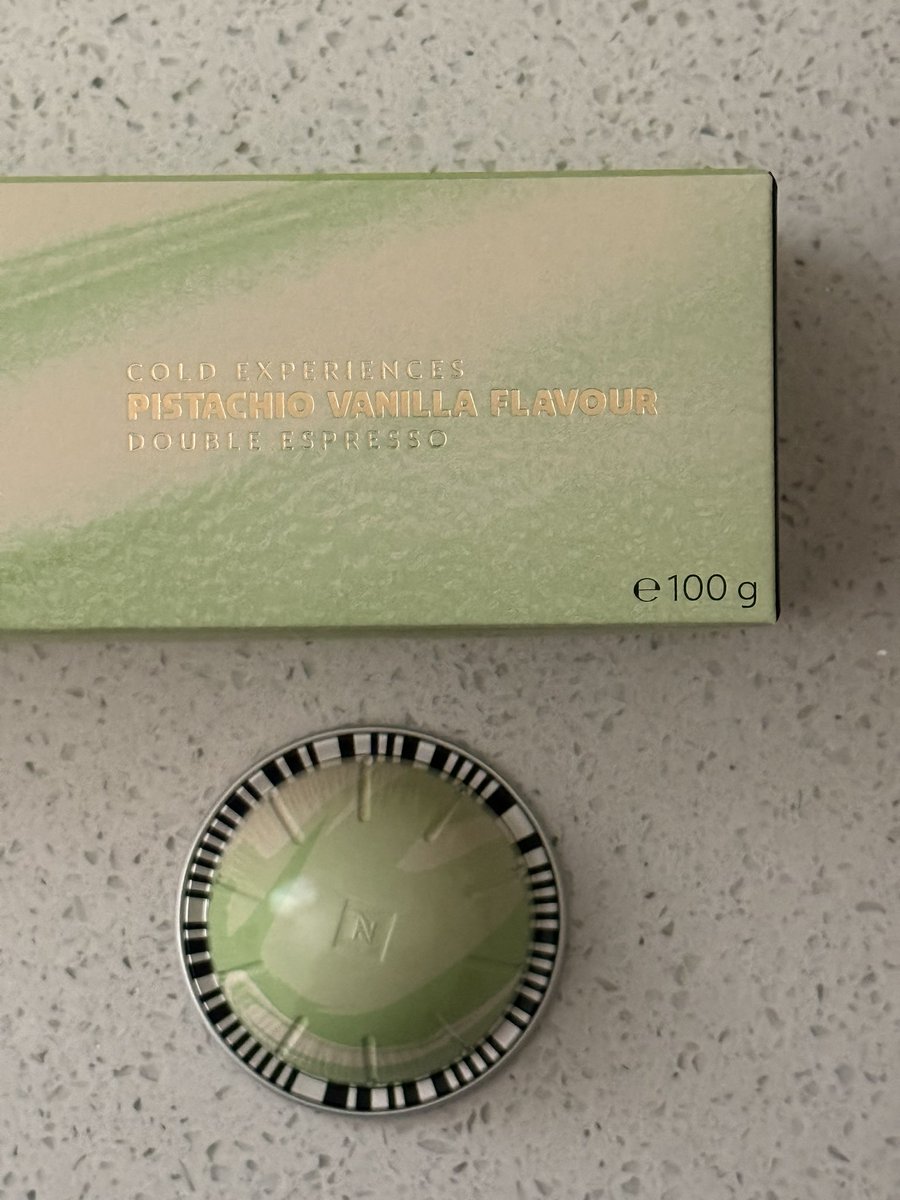 COLD EXPERIENCES
PISTACHIO VANILLA FLAVOUR
DOUBLE ESPRESSO
℮100 g
N